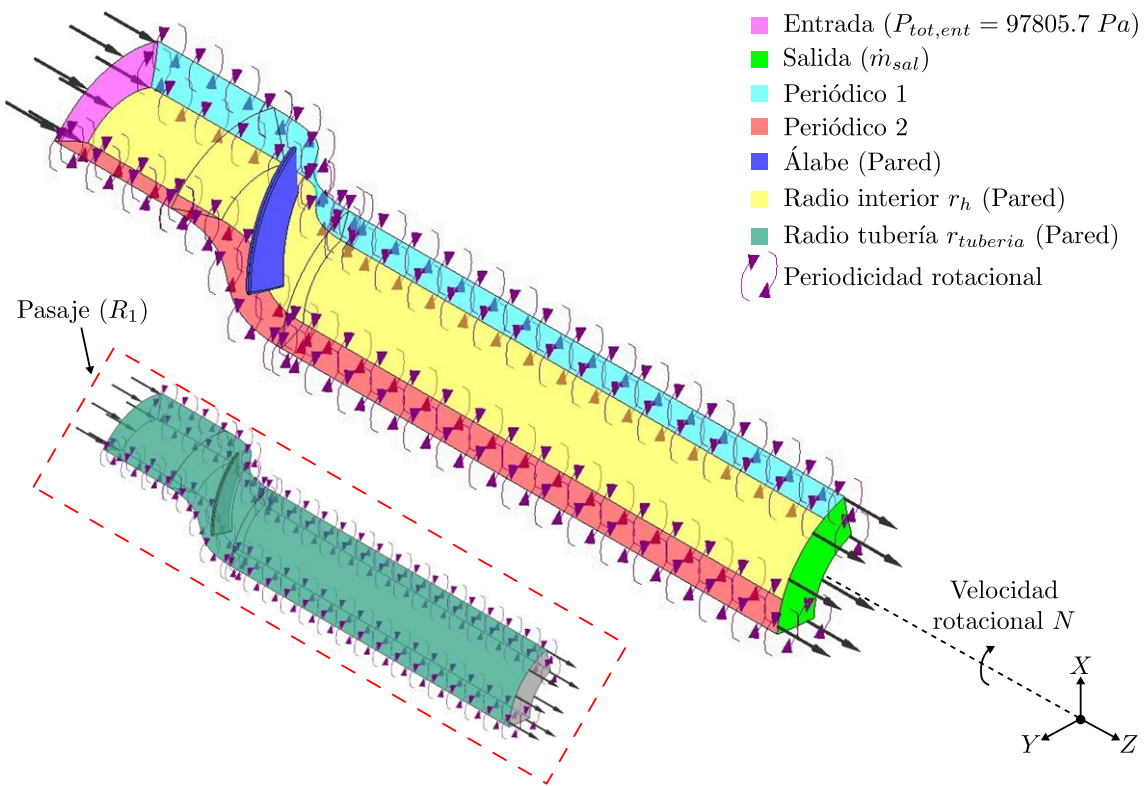 Entrada (P_{tot,ent} = 97805.7 Pa)
Salida (ṁ_{sal})
Periódico 1
Periódico 2
Álabe (Pared)
Radio interior r_h (Pared)
Radio tubería r_{tuberia} (Pared)
Periodicidad rotacional
Pasaje (R_1)
Velocidad
rotacional N
X
Y
Z